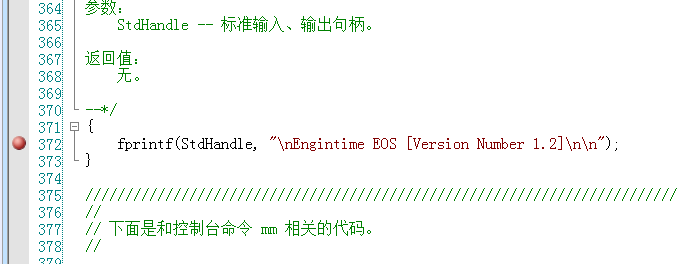 364 参数:
365 StdHandle -- 标准输入、输出句柄。
366
367 返回值:
368 无。
369
370 --*/
371 {
372 fprintf(StdHandle, "\nEngintime EOS [Version Number 1.2]\n\n");
373 }
374
375 //////////////////////////////////////////////////////////////////////////
376 //
377 // 下面是和控制台命令 mm 相关的代码。
378 //
379